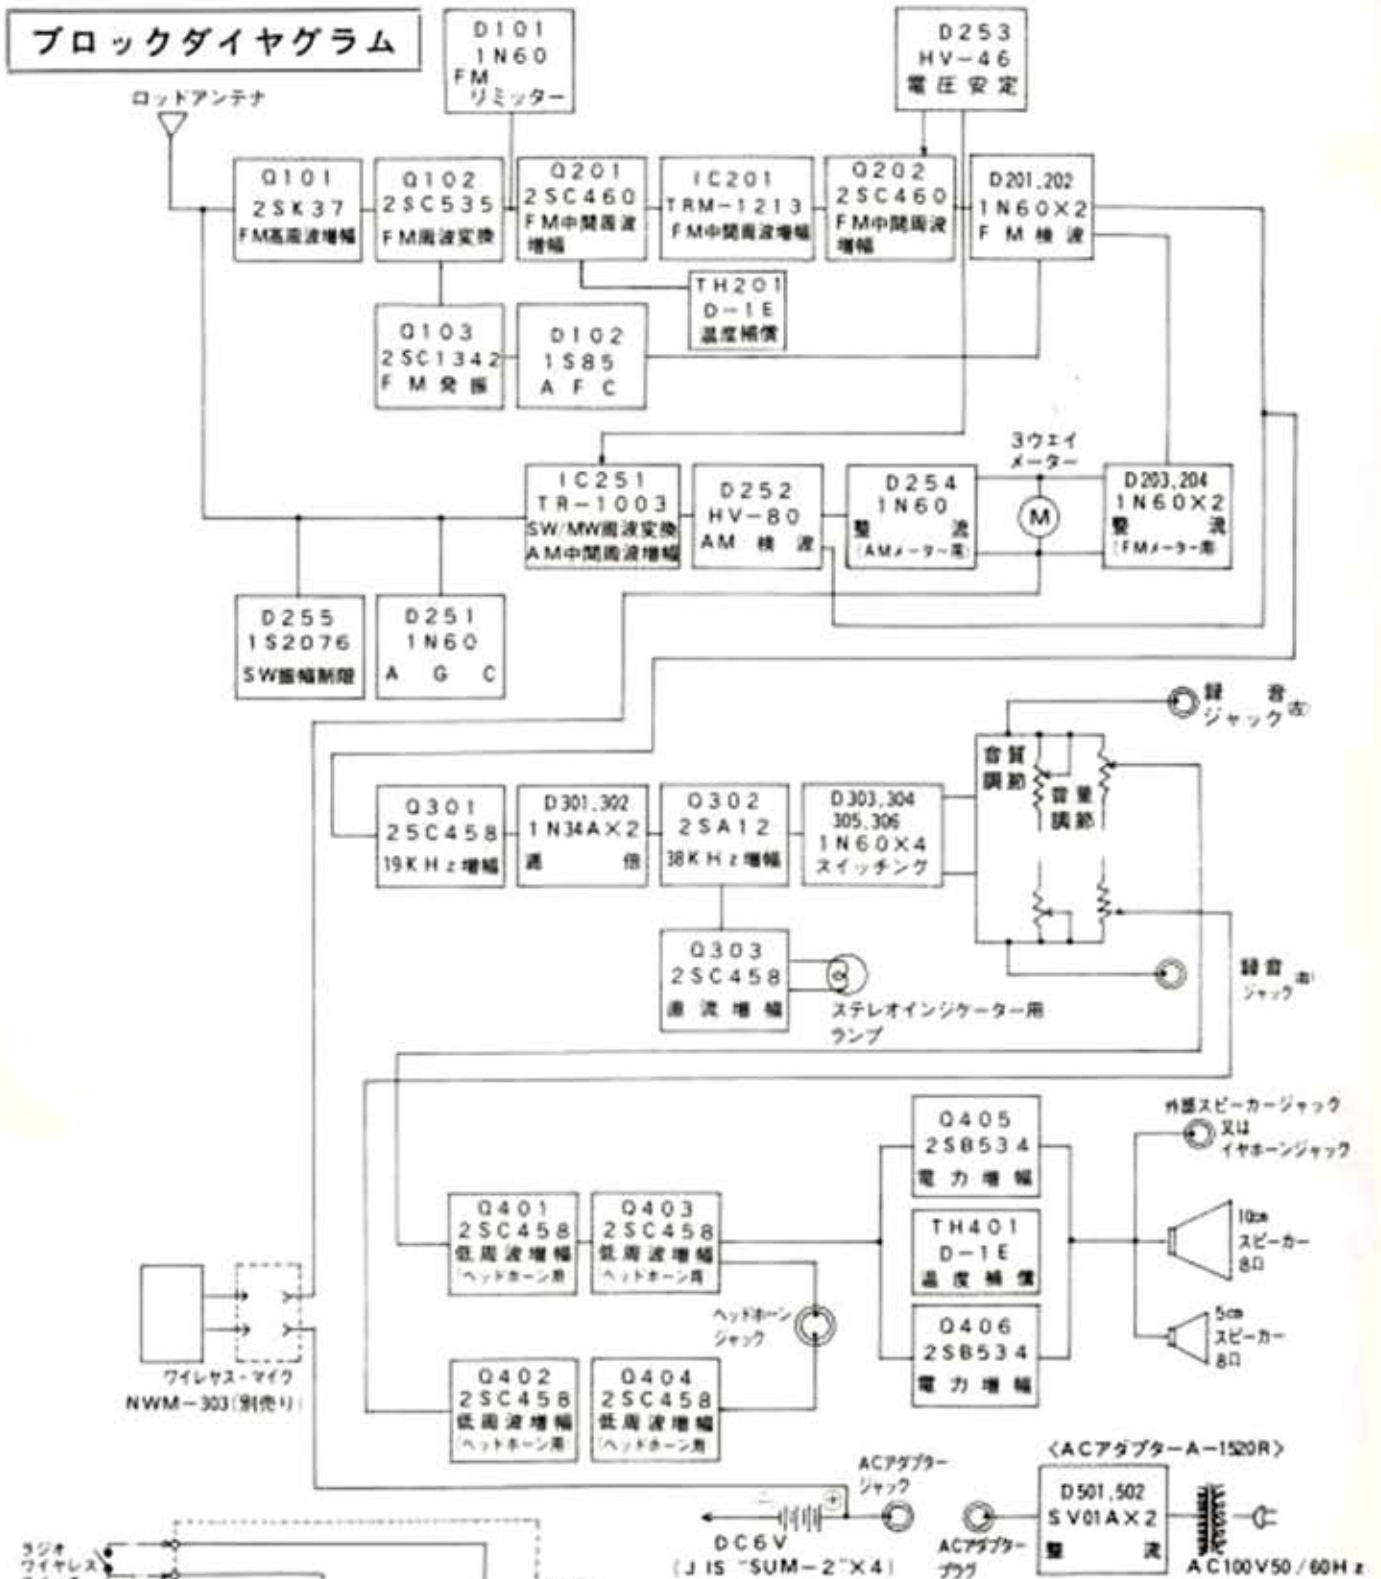 ブロックダイヤグラム
D101
1N60
FM
リミッター
D253
HV-46
電圧安定
ロッドアンテナ
Q101
2SK37
FM高周波増幅
Q102
2SC535
FM周波変換
Q201
2SC460
FM中間周波
増幅
IC201
TRM-1213
FM中間周波増幅
Q202
2SC460
FM中間周波
増幅
D201,202
1N60×2
FM検波
TH201
D-1E
温度補償
Q103
2SC1342
FM発振
D102
1S85
AFC
3ウエイ
メーター
IC251
TR-1003
SW/MW周波変換
AM中間周波増幅
D252
HV-80
AM検波
D254
1N60
整流
(AMメーター用)
M
D203,204
1N60×2
整流
(FMメーター用)
D255
1S2076
SW振幅制限
D251
1N60
AGC
録音
ジャック(左)
音質
調節
音量
調節
Q301
25C458
19KHz増幅
D301,302
1N34A×2
逓倍
Q302
2SA12
38KHz増幅
D303,304
305,306
1N60×4
スイッチング
Q303
2SC458
直流増幅
ステレオインジケーター用
ランプ
録音(右)
ジャック
Q405
2SB534
電力増幅
外部スピーカージャック
又は
イヤホーンジャック
Q401
2SC458
低周波増幅
(ヘッドホーン用)
Q403
2SC458
低周波増幅
(ヘッドホーン用)
TH401
D-1E
温度補償
10cm
スピーカー
8Ω
ヘッドホーン
ジャック
Q406
2SB534
電力増幅
5cm
スピーカー
8Ω
ワイレヤス-マイク
NWM-303(別売り)
Q402
2SC458
低周波増幅
(ヘッドホーン用)
Q404
2SC458
低周波増幅
(ヘッドホーン用)
ACアダプター
ジャック
〈ACアダプターA-1520R〉
D501,502
SV01A×2
整流
− +
DC6V
(JIS "SUM-2"×4)
ACアダプター
プラグ
AC100V50/60Hz
ラジオ
ワイヤレス